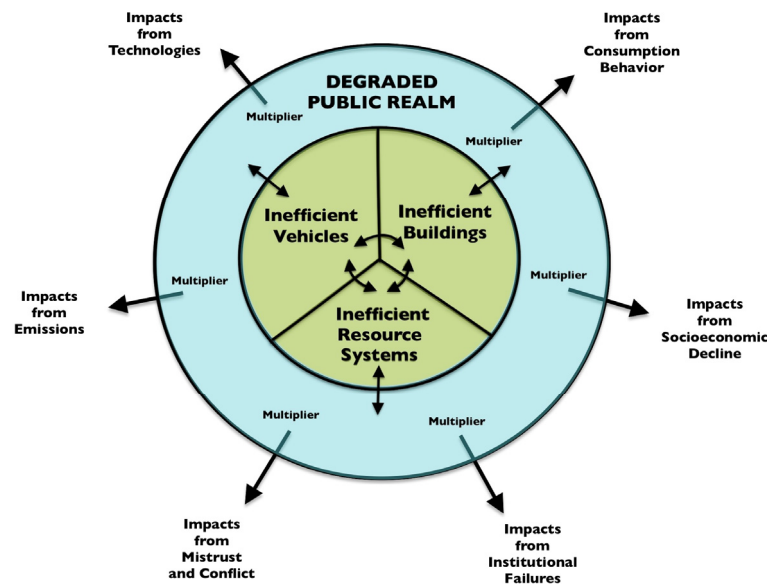 Impacts
from
Technologies
Impacts
from
Consumption
Behavior
DEGRADED
PUBLIC REALM
Multiplier
Multiplier
Inefficient
Vehicles
Inefficient
Buildings
Multiplier
Multiplier
Impacts
from
Emissions
Impacts
from
Socioeconomic
Decline
Inefficient
Resource
Systems
Multiplier
Multiplier
Impacts
from
Mistrust
and Conflict
Impacts
from
Institutional
Failures